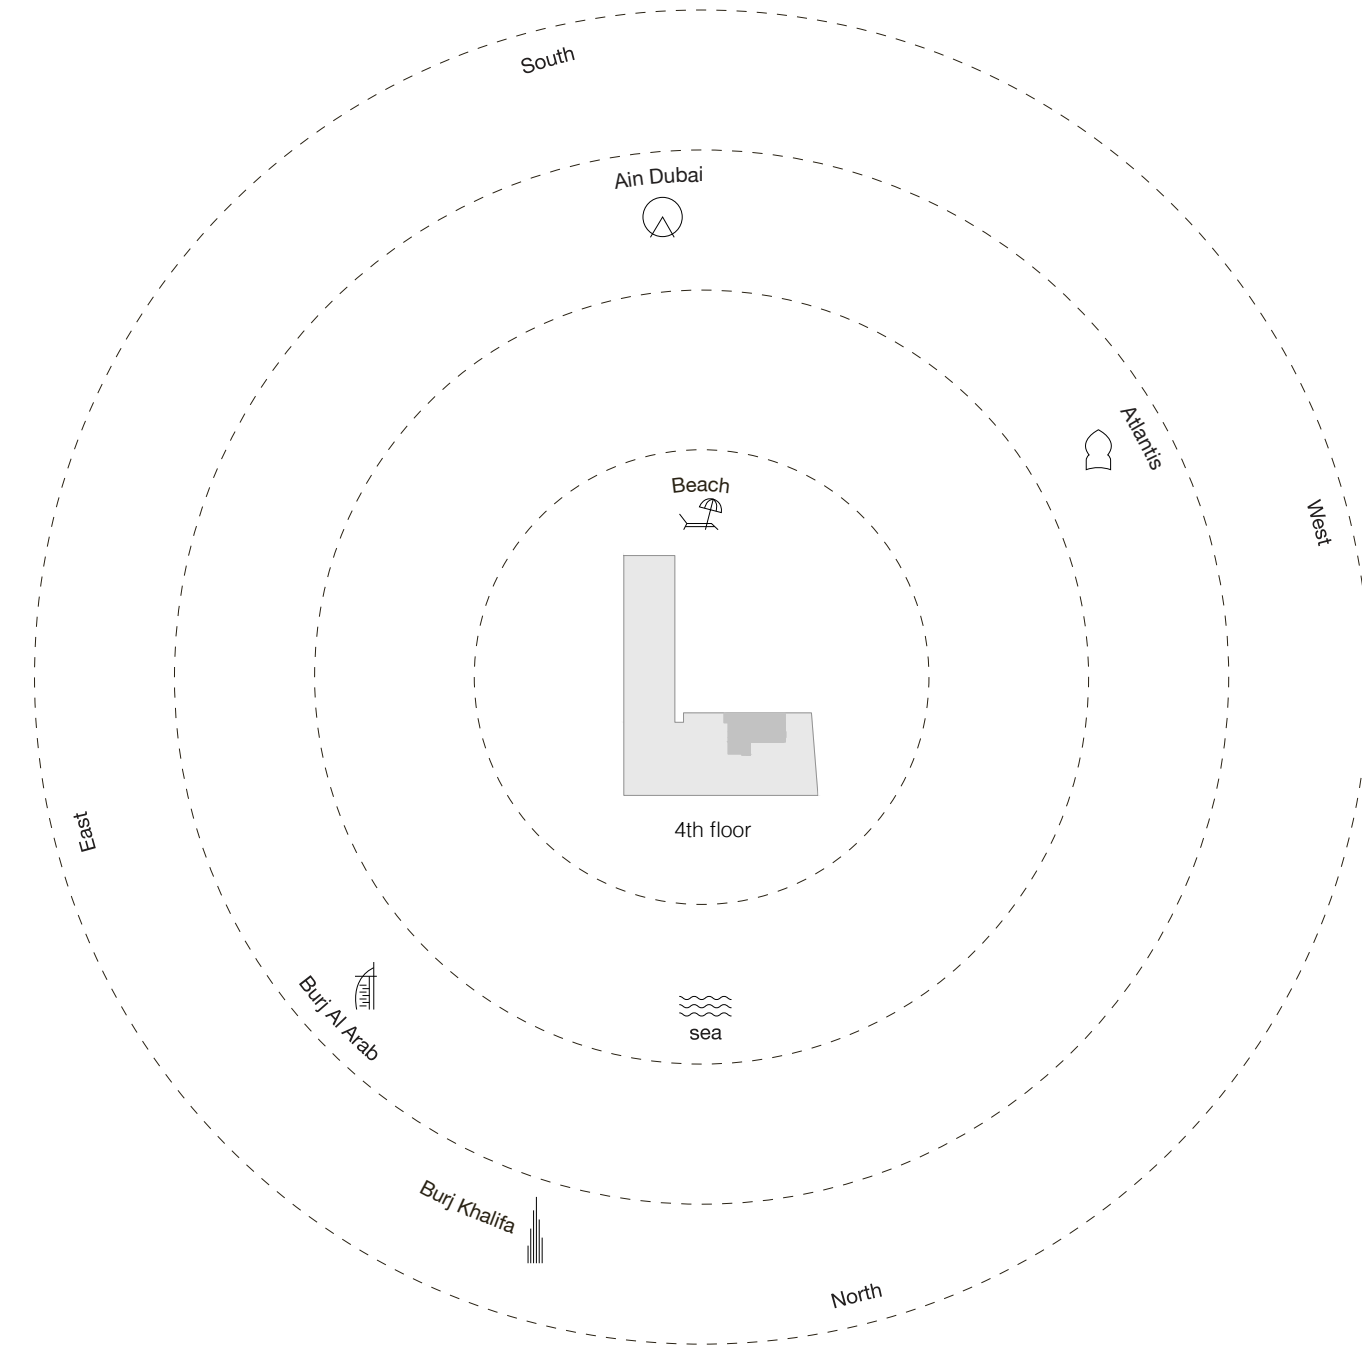 South
Ain Dubai
Atlantis
Beach
West
4th floor
East
Burj Al Arab
sea
Burj Khalifa
North